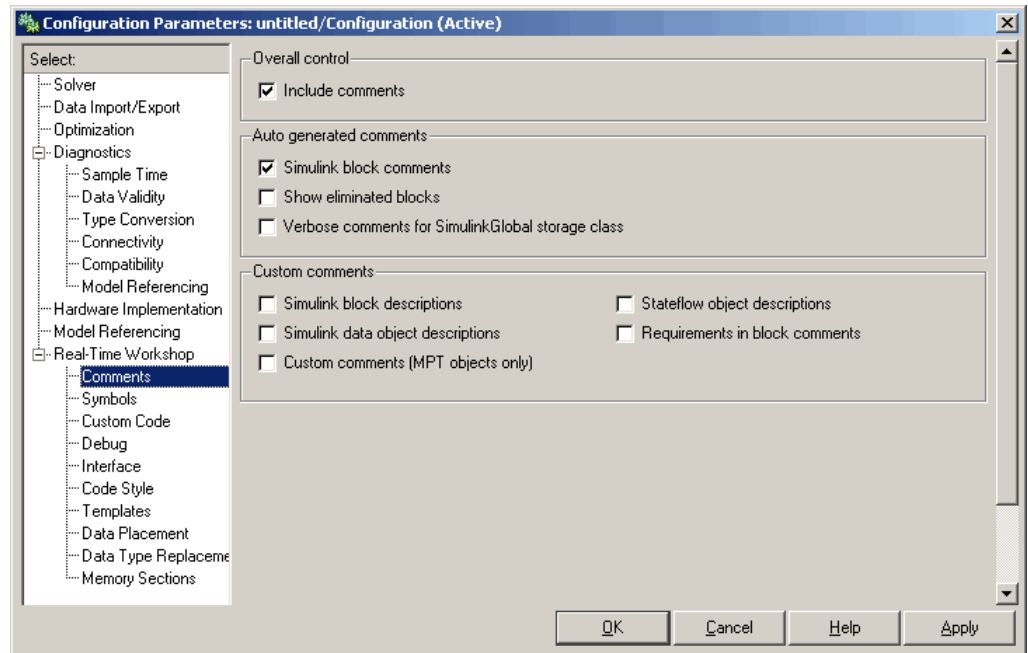 Configuration Parameters: untitled/Configuration (Active)
Select:
Solver
Data Import/Export
Optimization
Diagnostics
Sample Time
Data Validity
Type Conversion
Connectivity
Compatibility
Model Referencing
Hardware Implementation
Model Referencing
Real-Time Workshop
Comments
Symbols
Custom Code
Debug
Interface
Code Style
Templates
Data Placement
Data Type Replaceme
Memory Sections
Overall control
Include comments
Auto generated comments
Simulink block comments
Show eliminated blocks
Verbose comments for SimulinkGlobal storage class
Custom comments
Simulink block descriptions
Stateflow object descriptions
Simulink data object descriptions
Requirements in block comments
Custom comments (MPT objects only)
OK
Cancel
Help
Apply